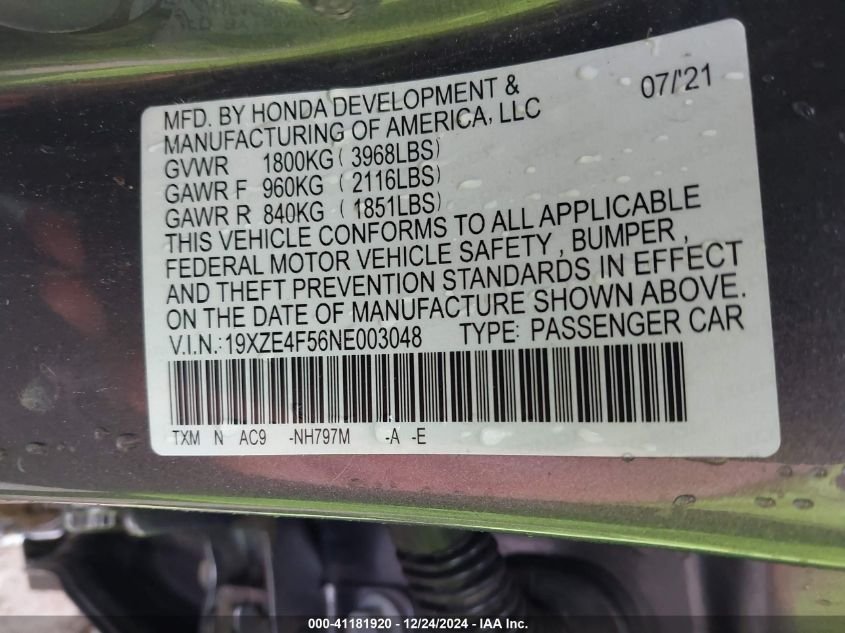 07/'21
MFD. BY HONDA DEVELOPMENT &
MANUFACTURING OF AMERICA, LLC
GVWR 1800KG ( 3968LBS)
GAWR F 960KG ( 2116LBS)
GAWR R 840KG ( 1851LBS)
THIS VEHICLE CONFORMS TO ALL APPLICABLE
FEDERAL MOTOR VEHICLE SAFETY , BUMPER ,
AND THEFT PREVENTION STANDARDS IN EFFECT
ON THE DATE OF MANUFACTURE SHOWN ABOVE.
V.I.N.: 19XZE4F56NE003048 TYPE: PASSENGER CAR
TXM N AC9 -NH797M -A -E
000-41181920 - 12/24/2024 - IAA Inc.